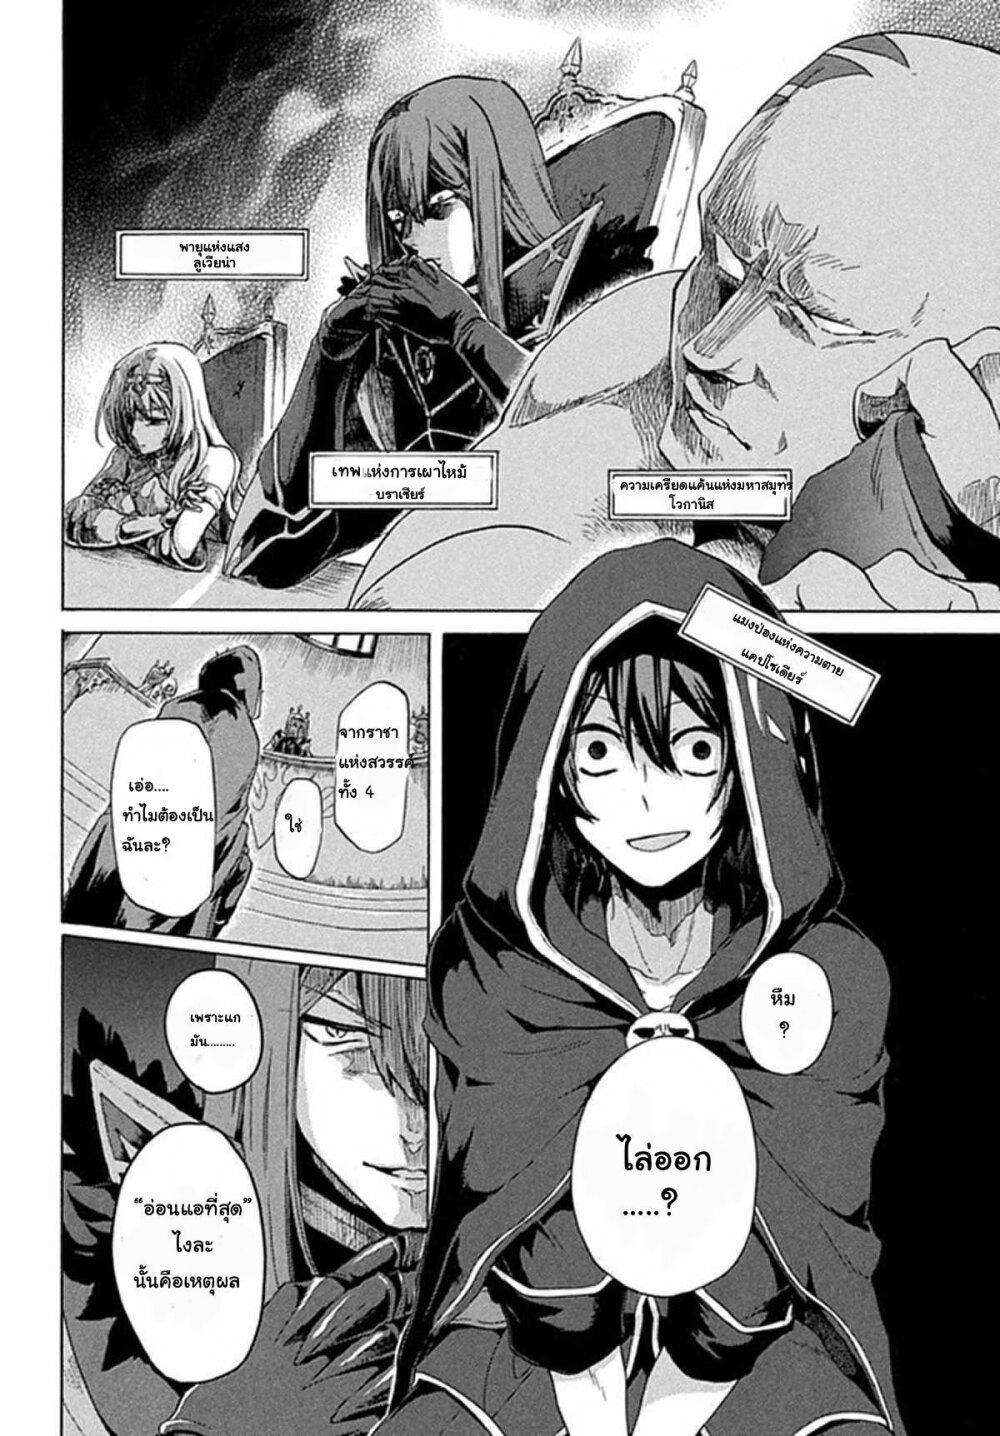 พายุแห่งแสง
ลูเวียน่า
เทพแห่งการเผาไหม้
บราเซียร์
ความเครียดแค้นแห่งมหาสมุทร
โวกานิส
แมงป่องแห่งความตาย
แคปโซเดียร์
หืม
?
ไล่ออก
.....?
จากราชา
แห่งสวรรค์
ทั้ง 4
ใช่
เอ่อ....
ทำไมต้องเป็น
ฉันละ?
เพราะแก
มัน.........
“อ่อนแอที่สุด”
ไงละ
นั้นคือเหตุผล